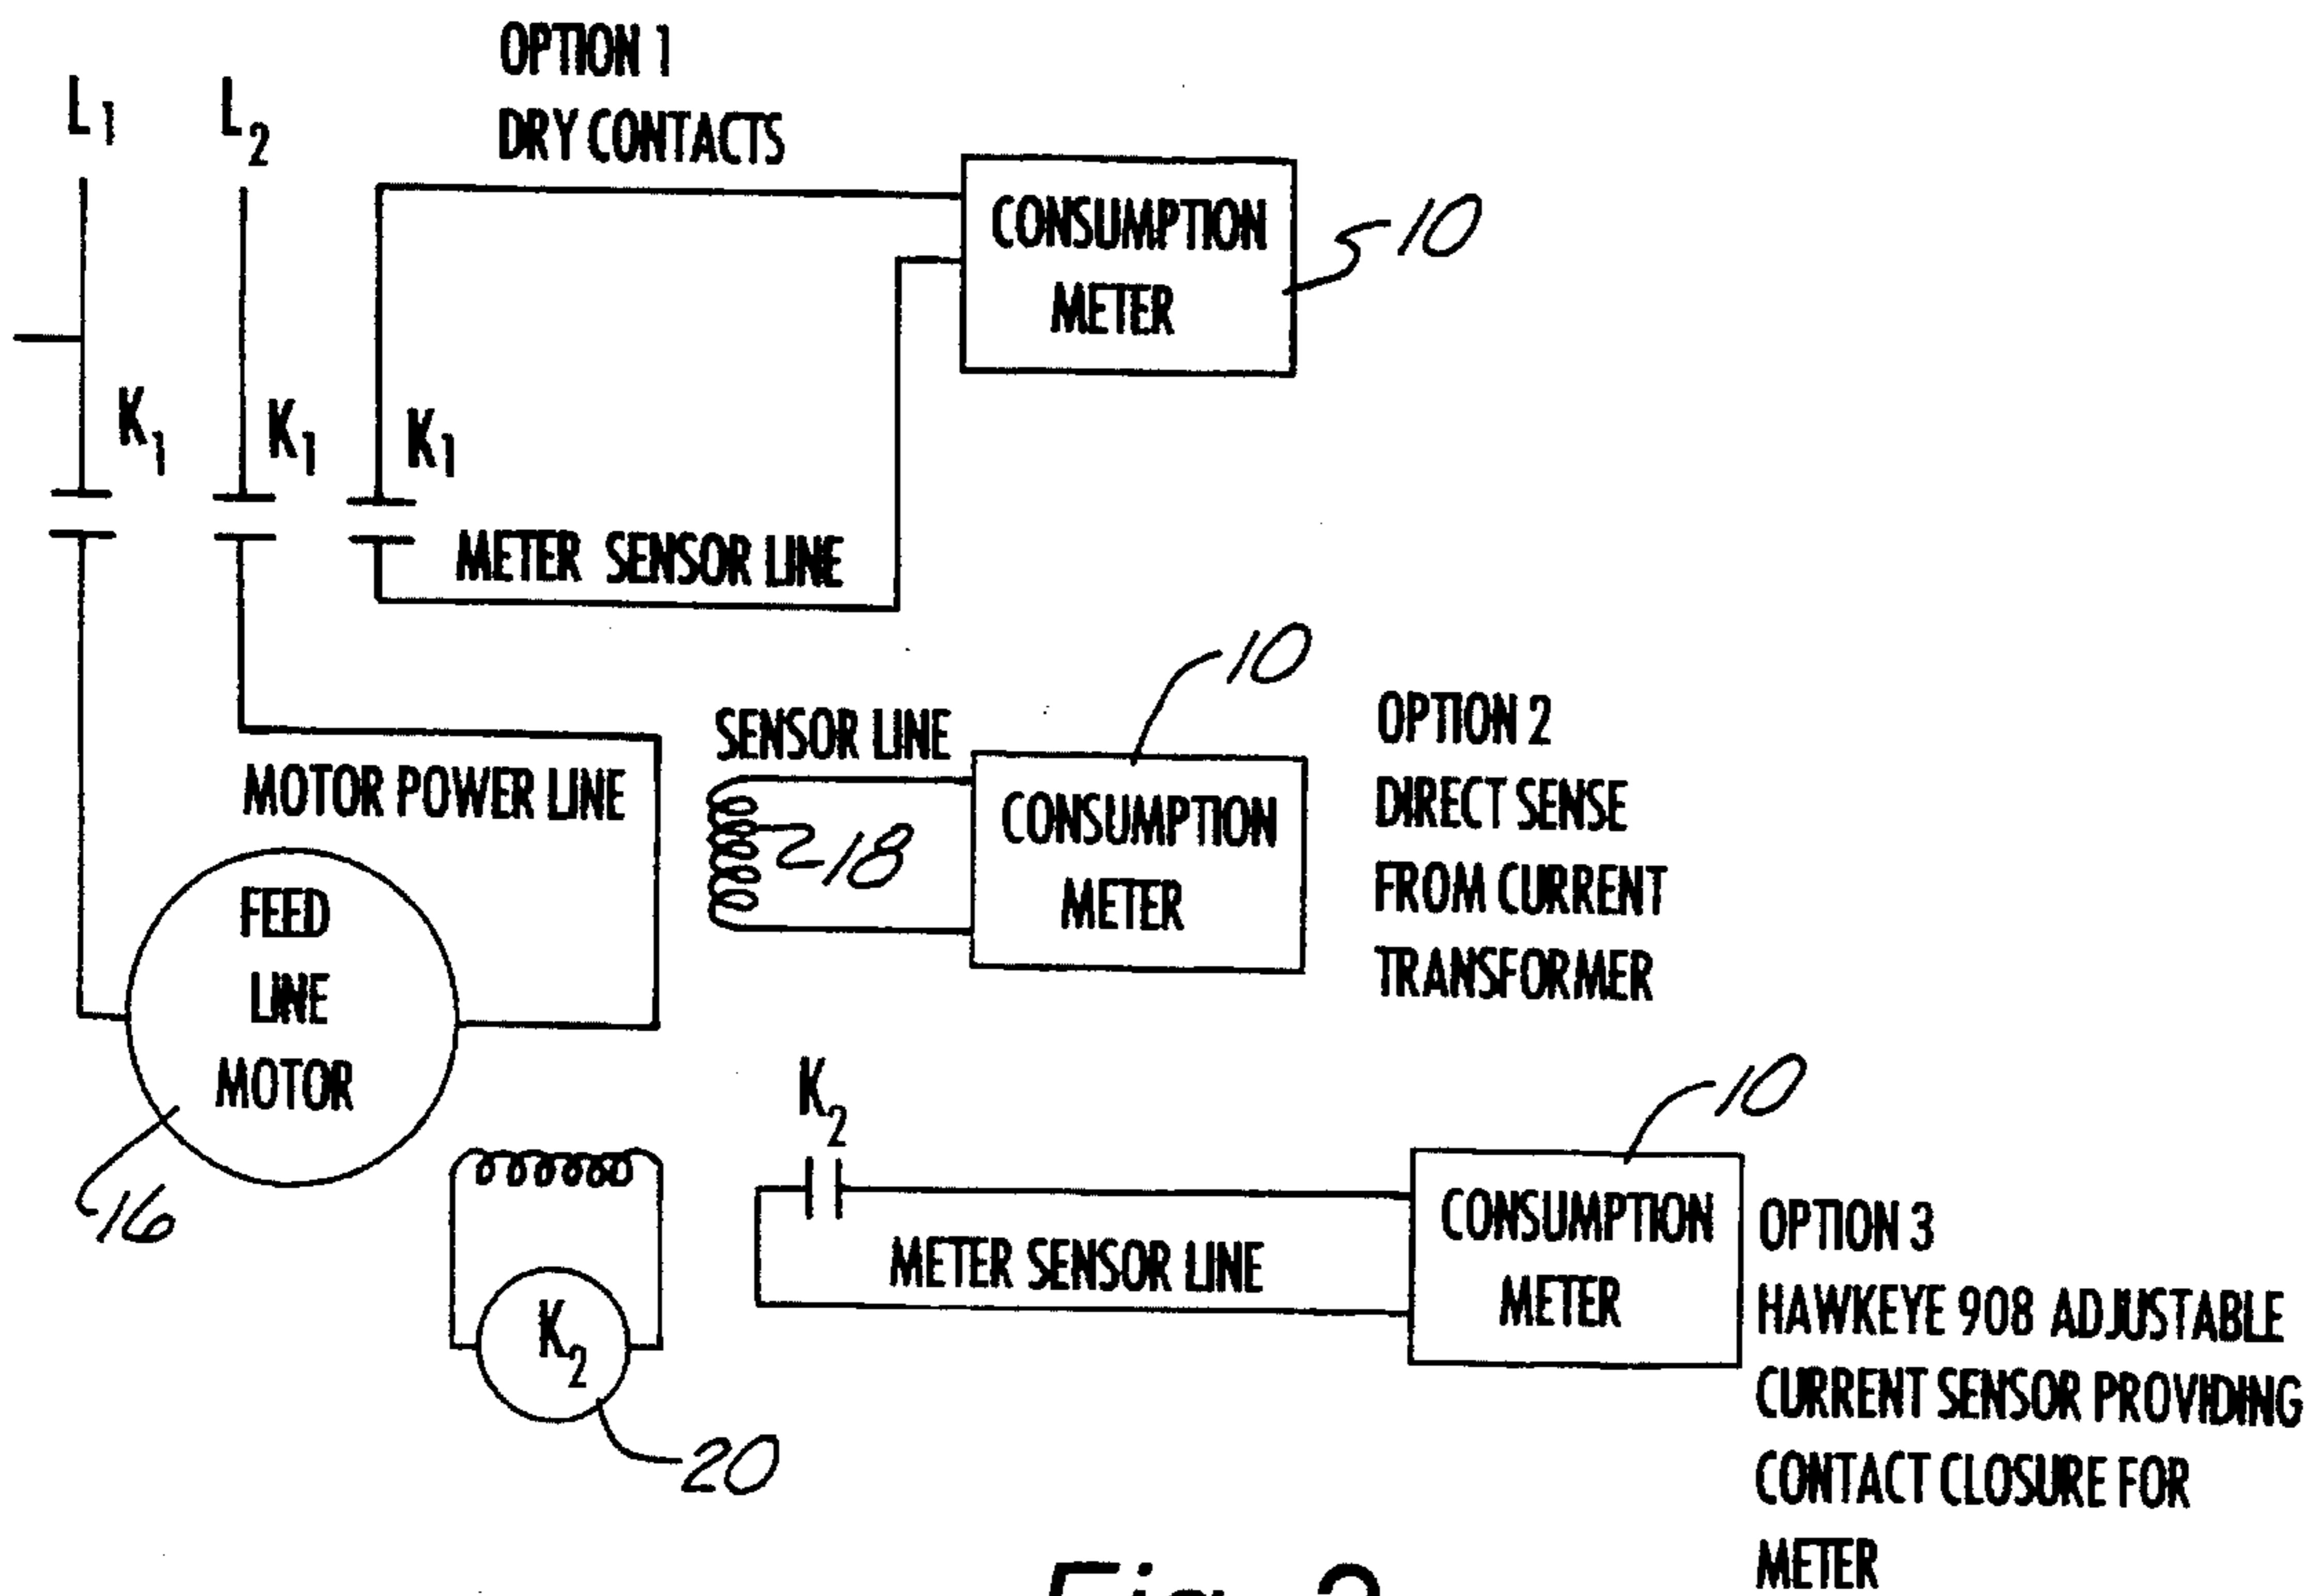 OPTION 1
DRY CONTACTS
L1
L2
CONSUMPTION
METER
10
K1
K1
K1
METER SENSOR LINE
10
SENSOR LINE
MOTOR POWER LINE
18
CONSUMPTION
METER
OPTION 2
DIRECT SENSE
FROM CURRENT
TRANSFORMER
FEED
LINE
MOTOR
16
K2
10
METER SENSOR LINE
CONSUMPTION
METER
K2
20
OPTION 3
HAWKEYE 908 ADJUSTABLE
CURRENT SENSOR PROVIDING
CONTACT CLOSURE FOR
METER